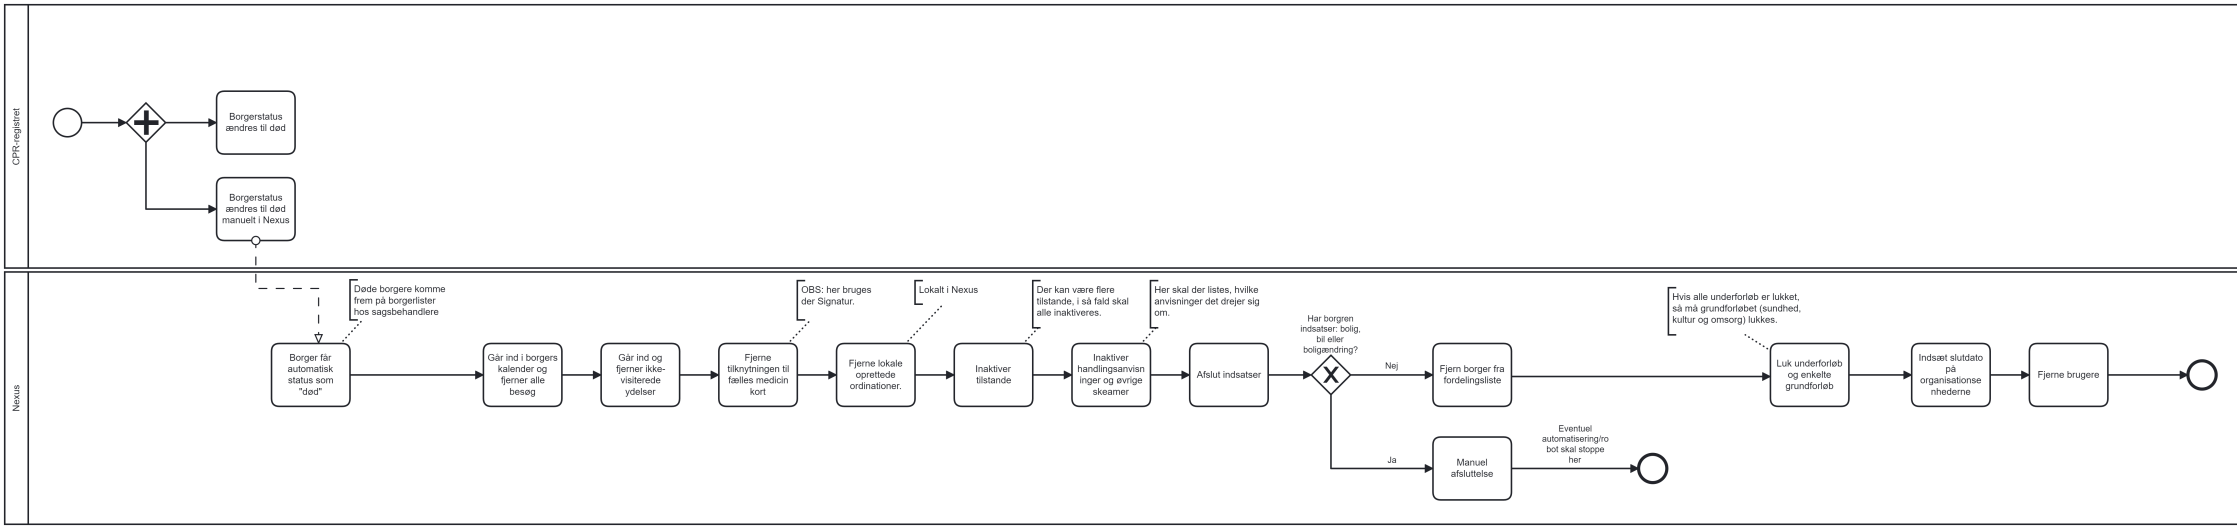 CPR-registret
Borgerstatus
ændres til død
Borgerstatus
ændres til død
manuelt i Nexus
Nexus
Døde borgere komme
frem på borgerlister
hos sagsbehandlere
Borger får
automatisk
status som
"død"
Går ind i borgers
kalender og
fjerner alle
besøg
Går ind og
fjerner ikke-
visiterede
ydelser
OBS: her bruges
der Signatur.
Fjerne
tilknytningen til
fælles medicin
kort
Lokalt i Nexus
Fjerne lokale
oprettede
ordinationer.
Der kan være flere
tilstande, i så fald skal
alle inaktiveres.
Inaktiver
tilstande
Her skal der listes, hvilke
anvisninger det drejer sig
om.
Inaktiver
handlingsanvisn
inger og øvrige
skeamer
Afslut indsatser
Har borgren
indsatser: bolig,
bil eller
boligændring?
Nej
Fjern borger fra
fordelingsliste
Ja
Manuel
afsluttelse
Eventuel
automatisering/ro
bot skal stoppe
her
Hvis alle underforløb er lukket,
så må grundforløbet (sundhed,
kultur og omsorg) lukkes.
Luk underforløb
og enkelte
grundforløb
Indsæt slutdato
på
organisationse
nhederne
Fjerne brugere